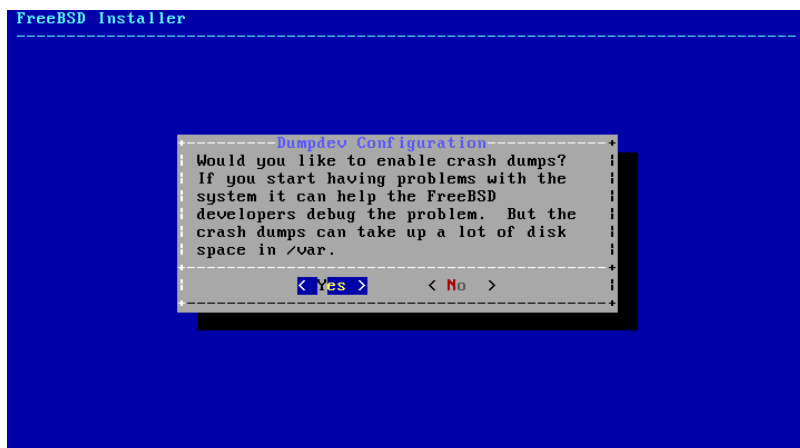 FreeBSD Installer
Dumpdev Configuration
Would you like to enable crash dumps?
If you start having problems with the
system it can help the FreeBSD
developers debug the problem.  But the
crash dumps can take up a lot of disk
space in /var.
< Yes >      < No  >